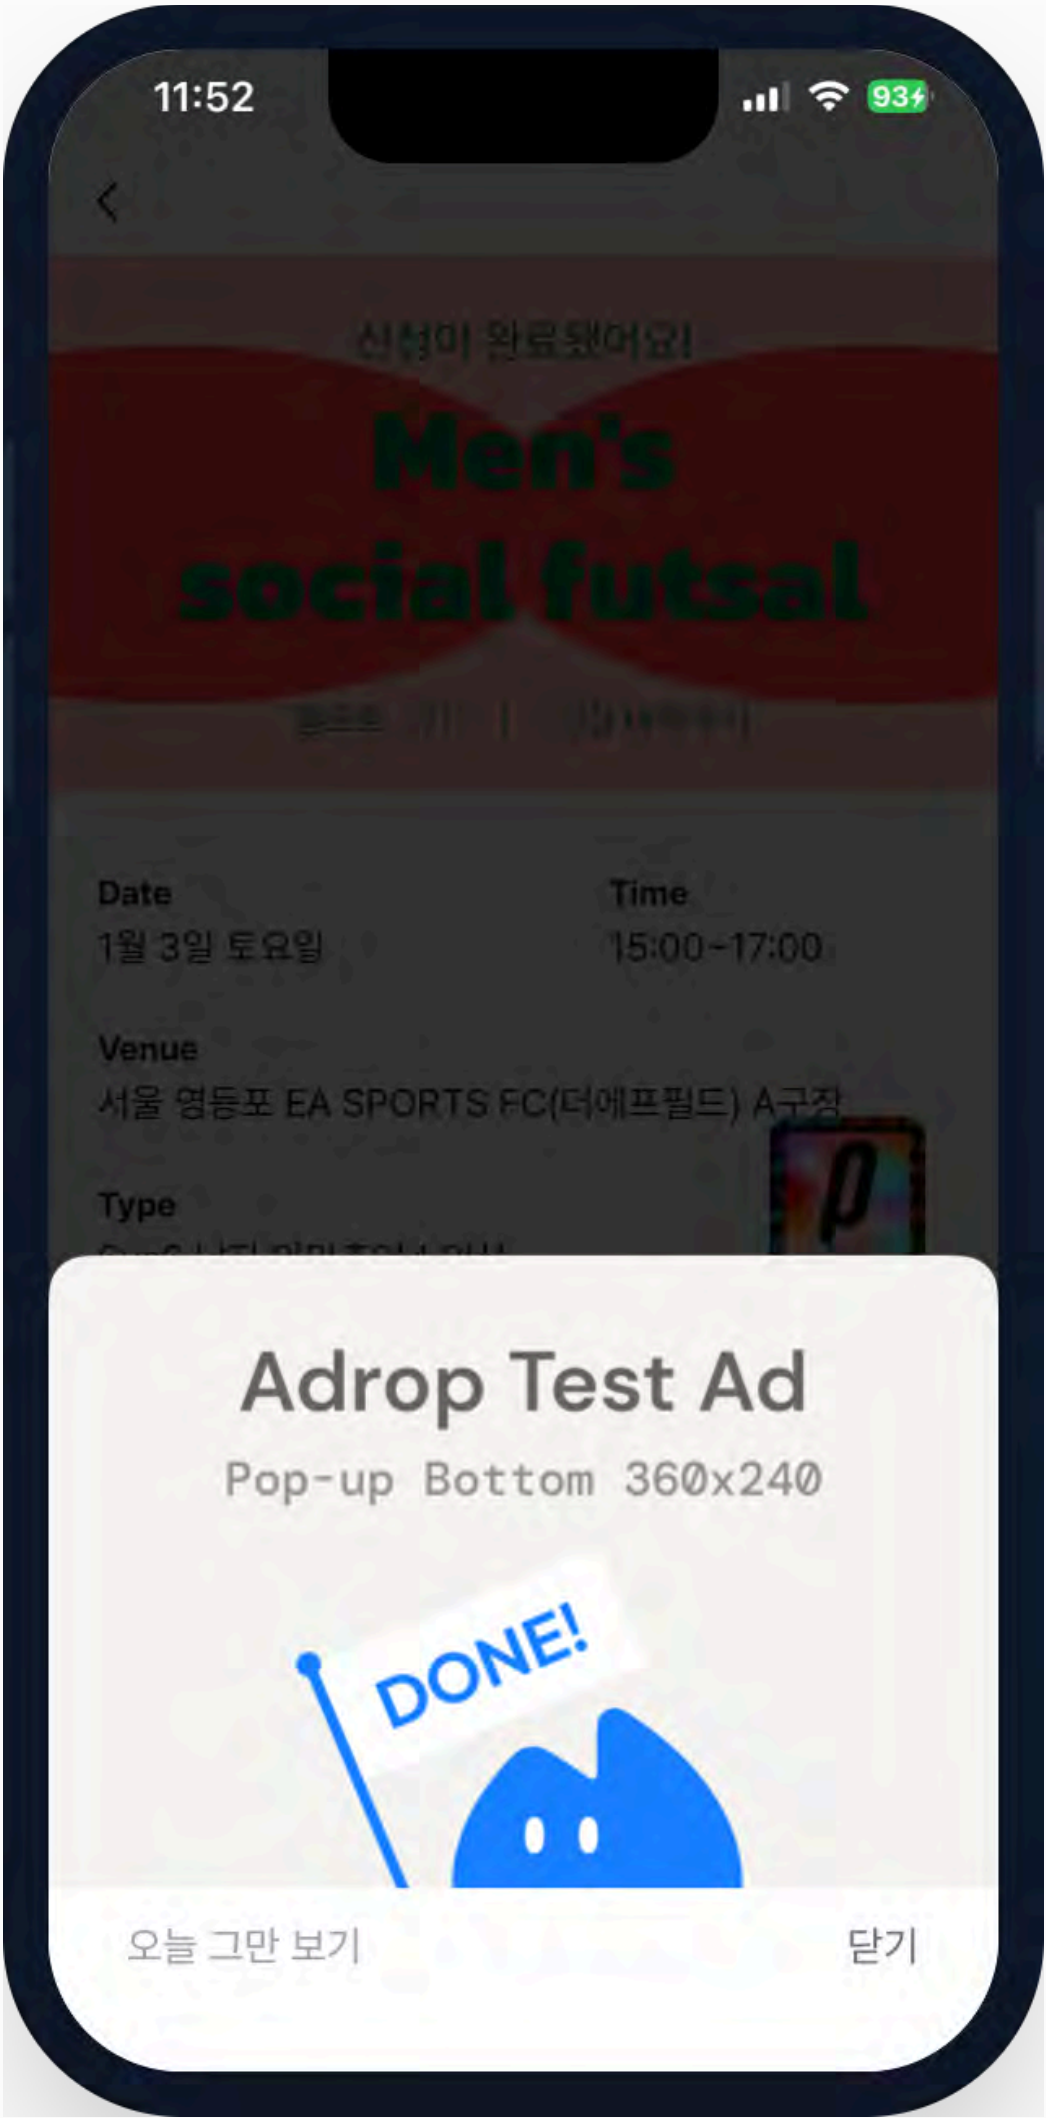 11:52
93
신청이 완료됐어요!
Men's
social futsal
Date
Time
1월 3일 토요일
15:00~17:00
Venue
서울 영등포 EA SPORTS FC(더에프필드) A구장
Type
Adrop Test Ad
Pop-up Bottom 360x240
DONE!
오늘 그만 보기
닫기